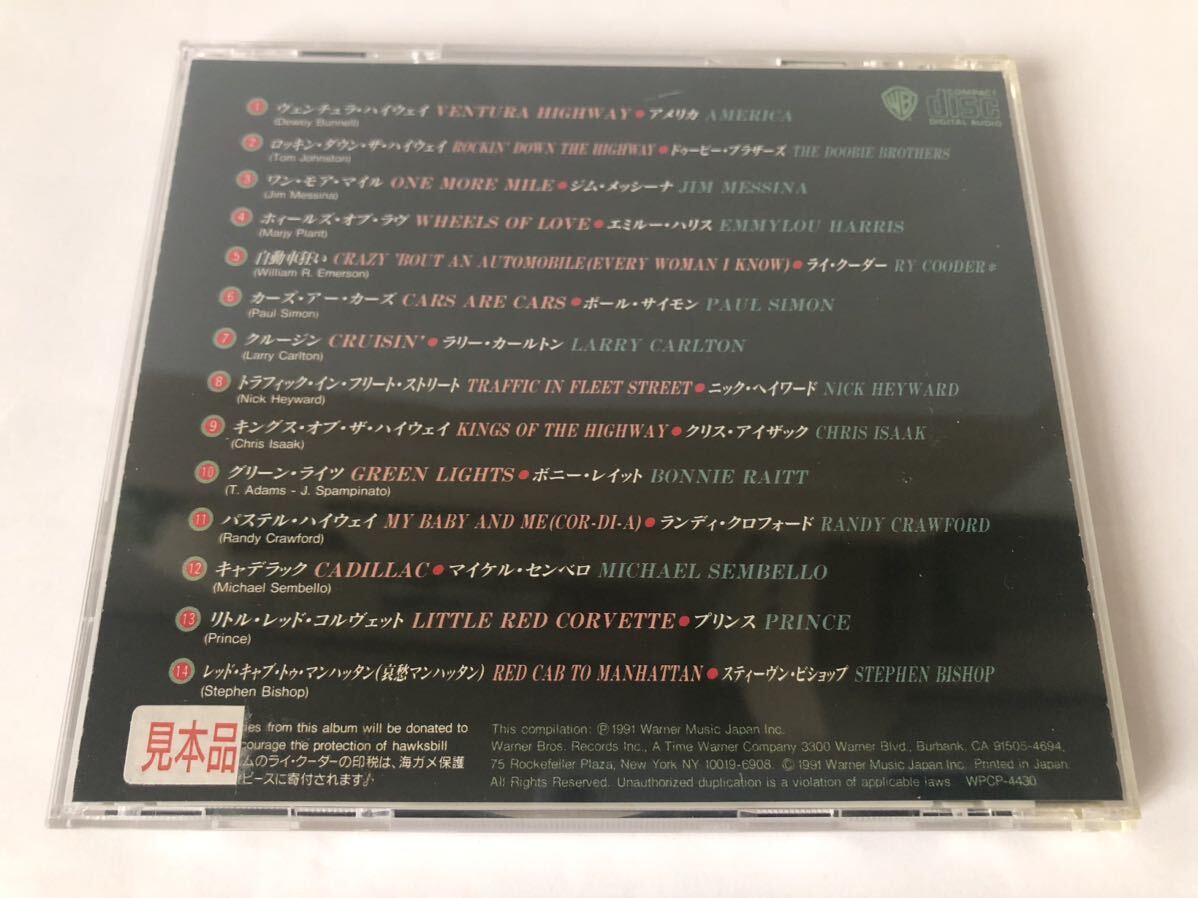 1 ヴェンチュラ・ハイウェイ VENTURA HIGHWAY ● アメリカ AMERICA
(Dewey Bunnell)
WB COMPACT disc DIGITAL AUDIO
2 ロッキン・ダウン・ザ・ハイウェイ ROCKIN' DOWN THE HIGHWAY ● ドゥービー・ブラザーズ THE DOOBIE BROTHERS
(Tom Johnston)
3 ワン・モア・マイル ONE MORE MILE ● ジム・メッシーナ JIM MESSINA
(Jim Messina)
4 ホィールズ・オブ・ラヴ WHEELS OF LOVE ● エミルー・ハリス EMMYLOU HARRIS
(Marjy Plant)
5 自動車狂い CRAZY 'BOUT AN AUTOMOBILE(EVERY WOMAN I KNOW) ● ライ・クーダー RY COODER*
(William R. Emerson)
6 カーズ・アー・カーズ CARS ARE CARS ● ポール・サイモン PAUL SIMON
(Paul Simon)
7 クルージン CRUISIN' ● ラリー・カールトン LARRY CARLTON
(Larry Carlton)
8 トラフィック・イン・フリート・ストリート TRAFFIC IN FLEET STREET ● ニック・ヘイワード NICK HEYWARD
(Nick Heyward)
9 キングス・オブ・ザ・ハイウェイ KINGS OF THE HIGHWAY ● クリス・アイザック CHRIS ISAAK
(Chris Isaak)
10 グリーン・ライツ GREEN LIGHTS ● ボニー・レイット BONNIE RAITT
(T. Adams - J. Spampinato)
11 パステル・ハイウェイ MY BABY AND ME(COR-DI-A) ● ランディ・クロフォード RANDY CRAWFORD
(Randy Crawford)
12 キャデラック CADILLAC ● マイケル・センベロ MICHAEL SEMBELLO
(Michael Sembello)
13 リトル・レッド・コルヴェット LITTLE RED CORVETTE ● プリンス PRINCE
(Prince)
14 レッド・キャブ・トゥ・マンハッタン(哀愁マンハッタン) RED CAB TO MANHATTAN ● スティーヴン・ビショップ STEPHEN BISHOP
(Stephen Bishop)
見本品
from this album will be donated to
the protection of hawksbill
ムのライ・クーダーの印税は、海ガメ保護
ピースに寄付されます。
This compilation: ℗ 1991 Warner Music Japan Inc.
Warner Bros. Records Inc., A Time Warner Company 3300 Warner Blvd., Burbank, CA 91505-4694,
75 Rockefeller Plaza, New York NY 10019-6908. © 1991 Warner Music Japan Inc. Printed in Japan.
All Rights Reserved. Unauthorized duplication is a violation of applicable laws WPCP-4430